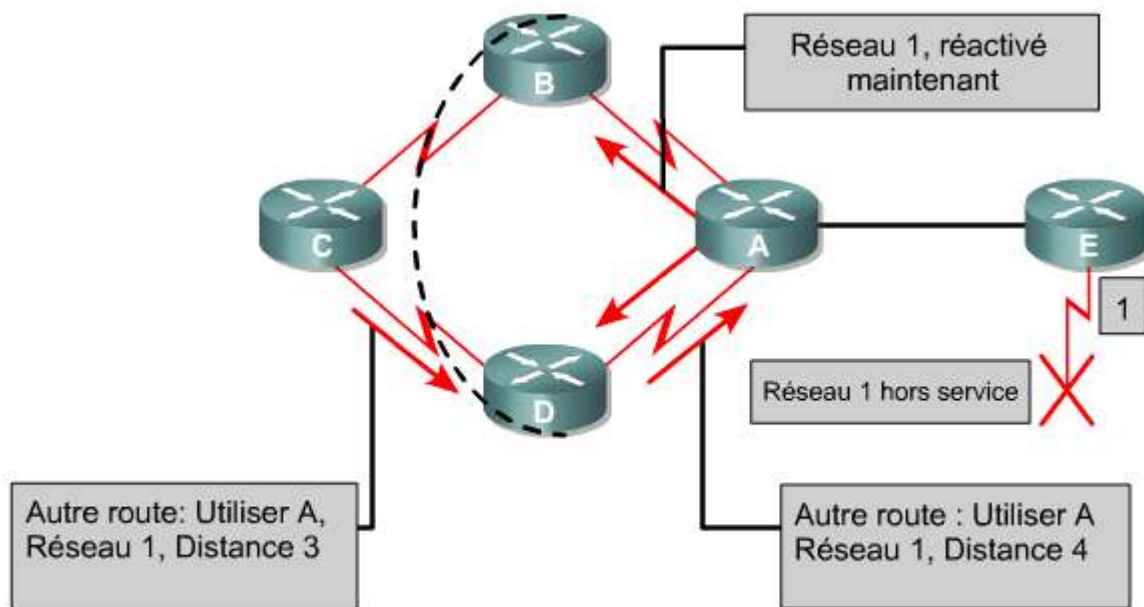 B
Réseau 1, réactivé
maintenant
C
A
E
1
D
Réseau 1 hors service
Autre route: Utiliser A,
Réseau 1, Distance 3
Autre route : Utiliser A
Réseau 1, Distance 4